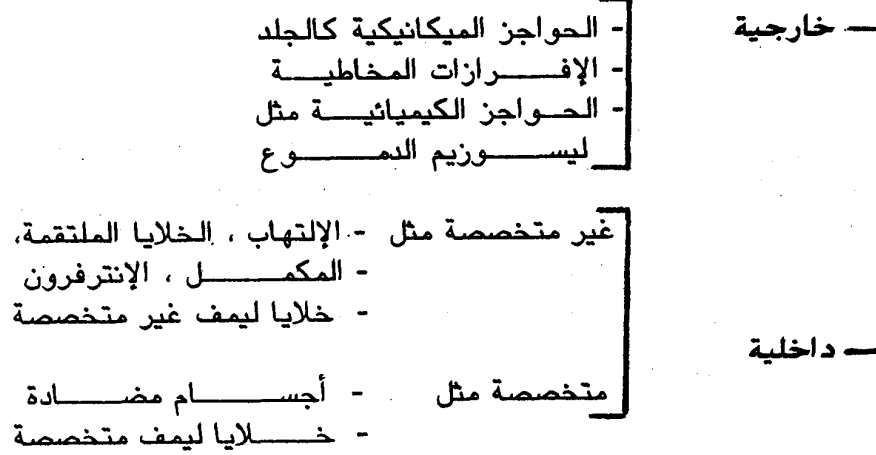 — خارجية - الحواجز الميكانيكية كالجلد
- الإفرازات المخاطية
- الحواجز الكيميائية مثل
ليسوزيم الدموع
غير متخصصة مثل - الإلتهاب ، الخلايا الملتقمة،
- المكمل ، الإنترفرون
- خلايا ليمف غير متخصصة
— داخلية
متخصصة مثل - أجسام مضادة
- خلايا ليمف متخصصة